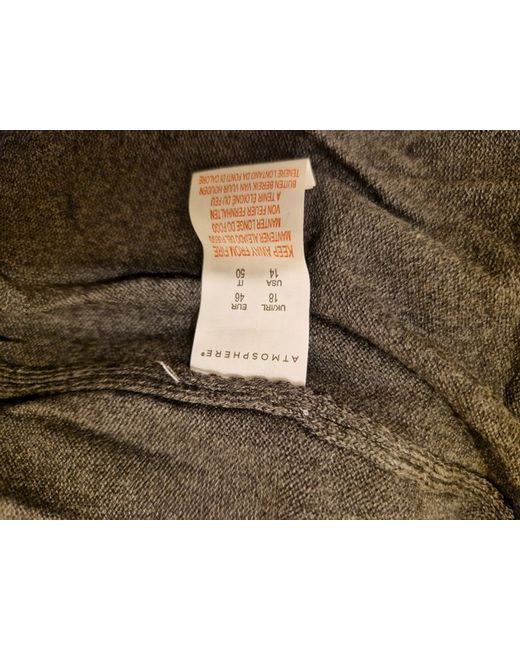 ATMOSPHERE®
UK/IRL EUR
18 46
USA IT
14 50
KEEP AWAY FROM FIRE
MANTENER ALEJADO DEL FUEGO
MANTER LONGE DO FOGO
VON FEUER FERNHALTEN
A TENIR ÉLOIGNÉ DU FEU
BUITEN BEREIK VAN VUUR HOUDEN
TENERE LONTANO DA FONTI DI CALORE